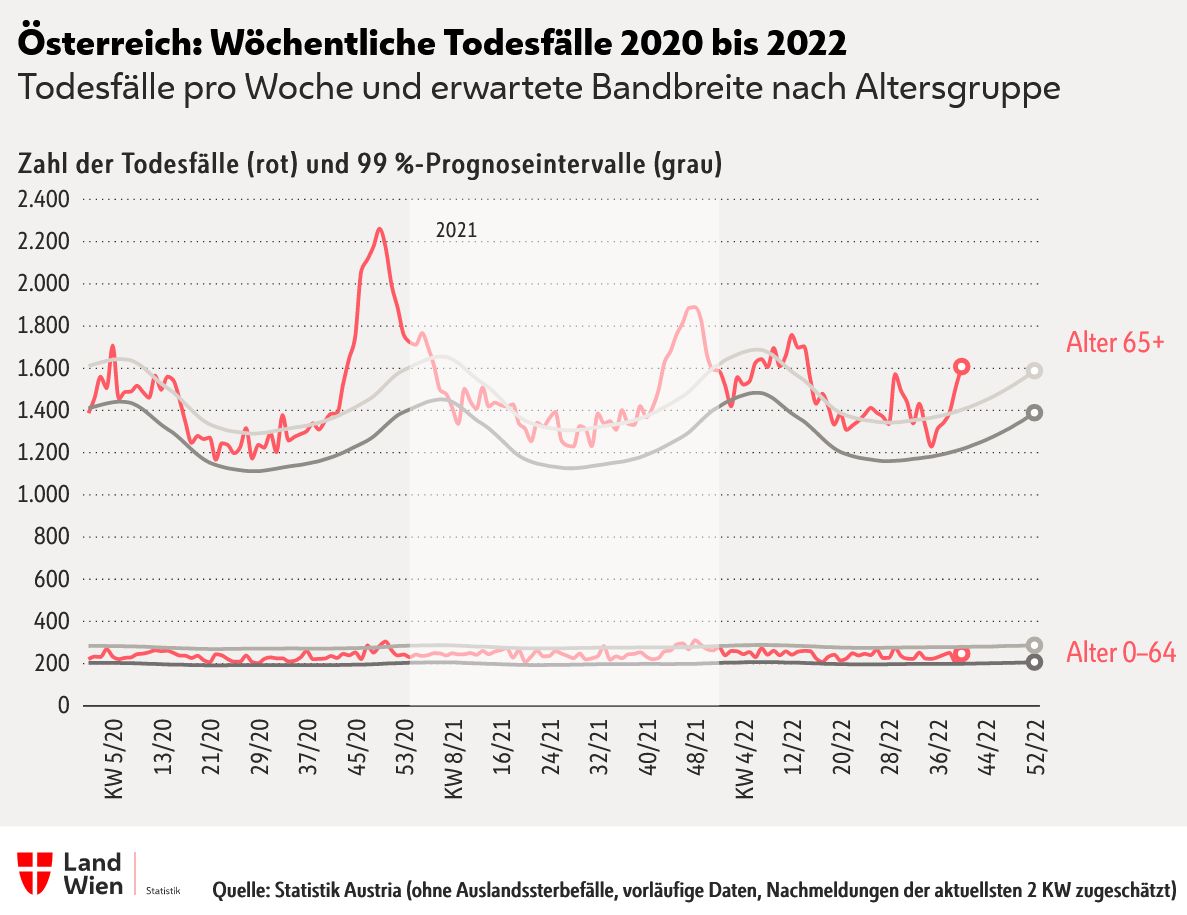 Österreich: Wöchentliche Todesfälle 2020 bis 2022
Todesfälle pro Woche und erwartete Bandbreite nach Altersgruppe
Zahl der Todesfälle (rot) und 99 %-Prognoseintervalle (grau)
2.400
2.200
2.000
1.800
1.600
1.400
1.200
1.000
800
600
400
200
0
2021
Alter 65+
Alter 0–64
KW 5/20
13/20
21/20
29/20
37/20
45/20
53/20
KW 8/21
16/21
24/21
32/21
40/21
48/21
KW 4/22
12/22
20/22
28/22
36/22
44/22
52/22
Land
Wien
Statistik
Quelle: Statistik Austria (ohne Auslandssterbefälle, vorläufige Daten, Nachmeldungen der aktuellsten 2 KW zugeschätzt)